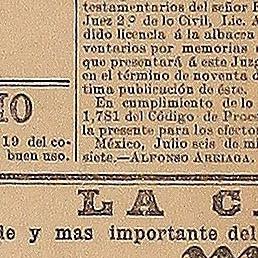 testamentarios del señor
Juez 2.º de lo Civil, Lic. A
dido licencia á la albacea
ventarios por memorias e
que presentará á este Juzg
en el término de noventa d
tima publicación de éste.
En cumplimiento de lo
1,781 del Código de Proce
la presente para los efectos
México, Julio seis de mi
siete.—ALFONSO ARRIAGA.
IO
19 del co-
buen uso.
LA C
de y mas importante del